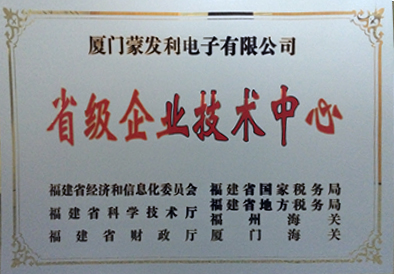 厦门蒙发利电子有限公司
省级企业技术中心
福建省经济和信息化委员会
福建省科学技术厅
福建省财政厅
福建省国家税务局
福建省地方税务局
福州海关
厦门海关